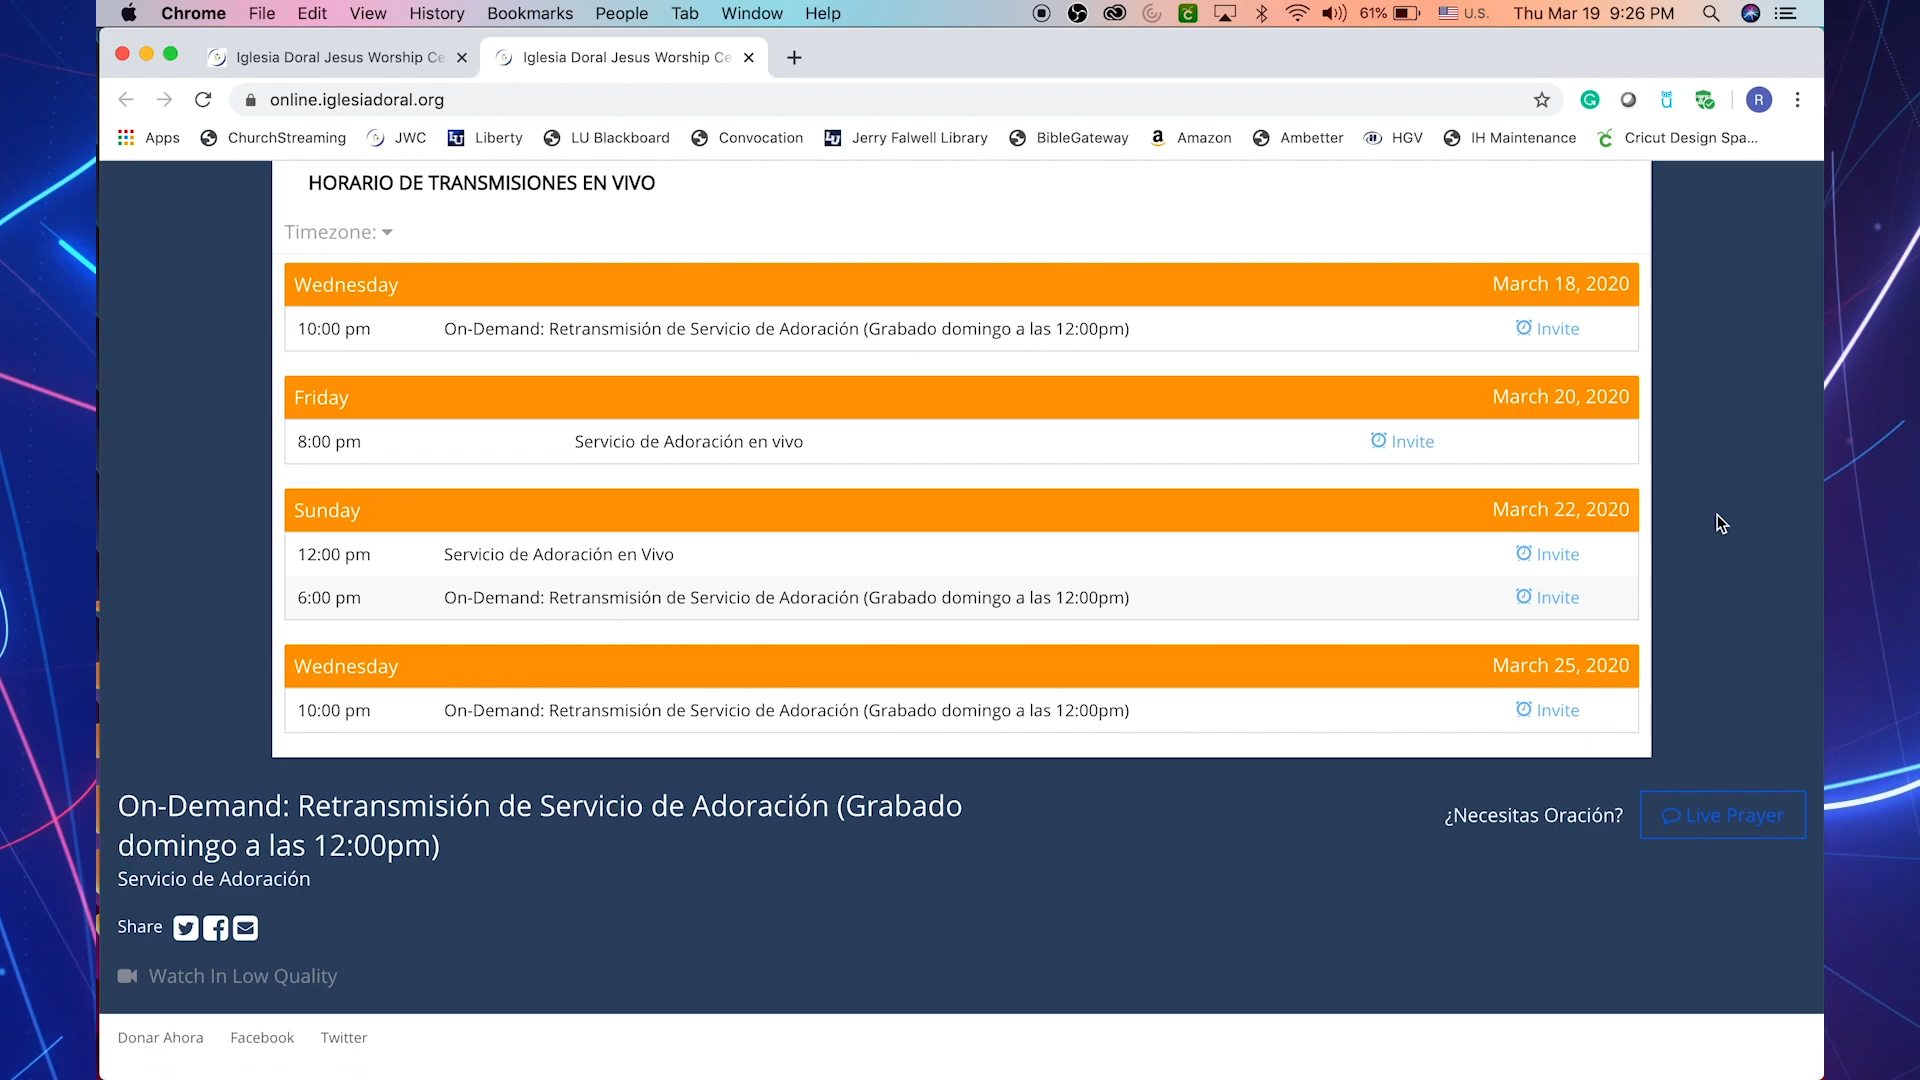 Chrome File Edit View History Bookmarks People Tab Window Help 61% U.S. Thu Mar 19 9:26 PM
Iglesia Doral Jesus Worship Ce Iglesia Doral Jesus Worship Ce
online.iglesiadoral.org R
Apps ChurchStreaming JWC Liberty LU Blackboard Convocation Jerry Falwell Library BibleGateway Amazon Ambetter HGV IH Maintenance Cricut Design Spa...
HORARIO DE TRANSMISIONES EN VIVO
Timezone:
Wednesday March 18, 2020
10:00 pm On-Demand: Retransmisión de Servicio de Adoración (Grabado domingo a las 12:00pm) Invite
Friday March 20, 2020
8:00 pm Servicio de Adoración en vivo Invite
Sunday March 22, 2020
12:00 pm Servicio de Adoración en Vivo Invite
6:00 pm On-Demand: Retransmisión de Servicio de Adoración (Grabado domingo a las 12:00pm) Invite
Wednesday March 25, 2020
10:00 pm On-Demand: Retransmisión de Servicio de Adoración (Grabado domingo a las 12:00pm) Invite
On-Demand: Retransmisión de Servicio de Adoración (Grabado
domingo a las 12:00pm)
¿Necesitas Oración? Live Prayer
Servicio de Adoración
Share
Watch In Low Quality
Donar Ahora Facebook Twitter